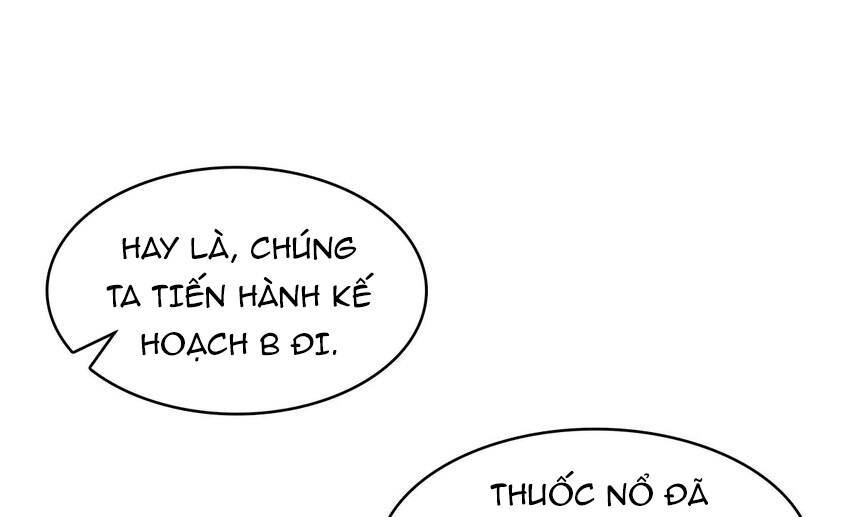 HAY LÀ, CHÚNG
TA TIẾN HÀNH KẾ
HOẠCH B ĐI.
THUỐC NỔ ĐÃ